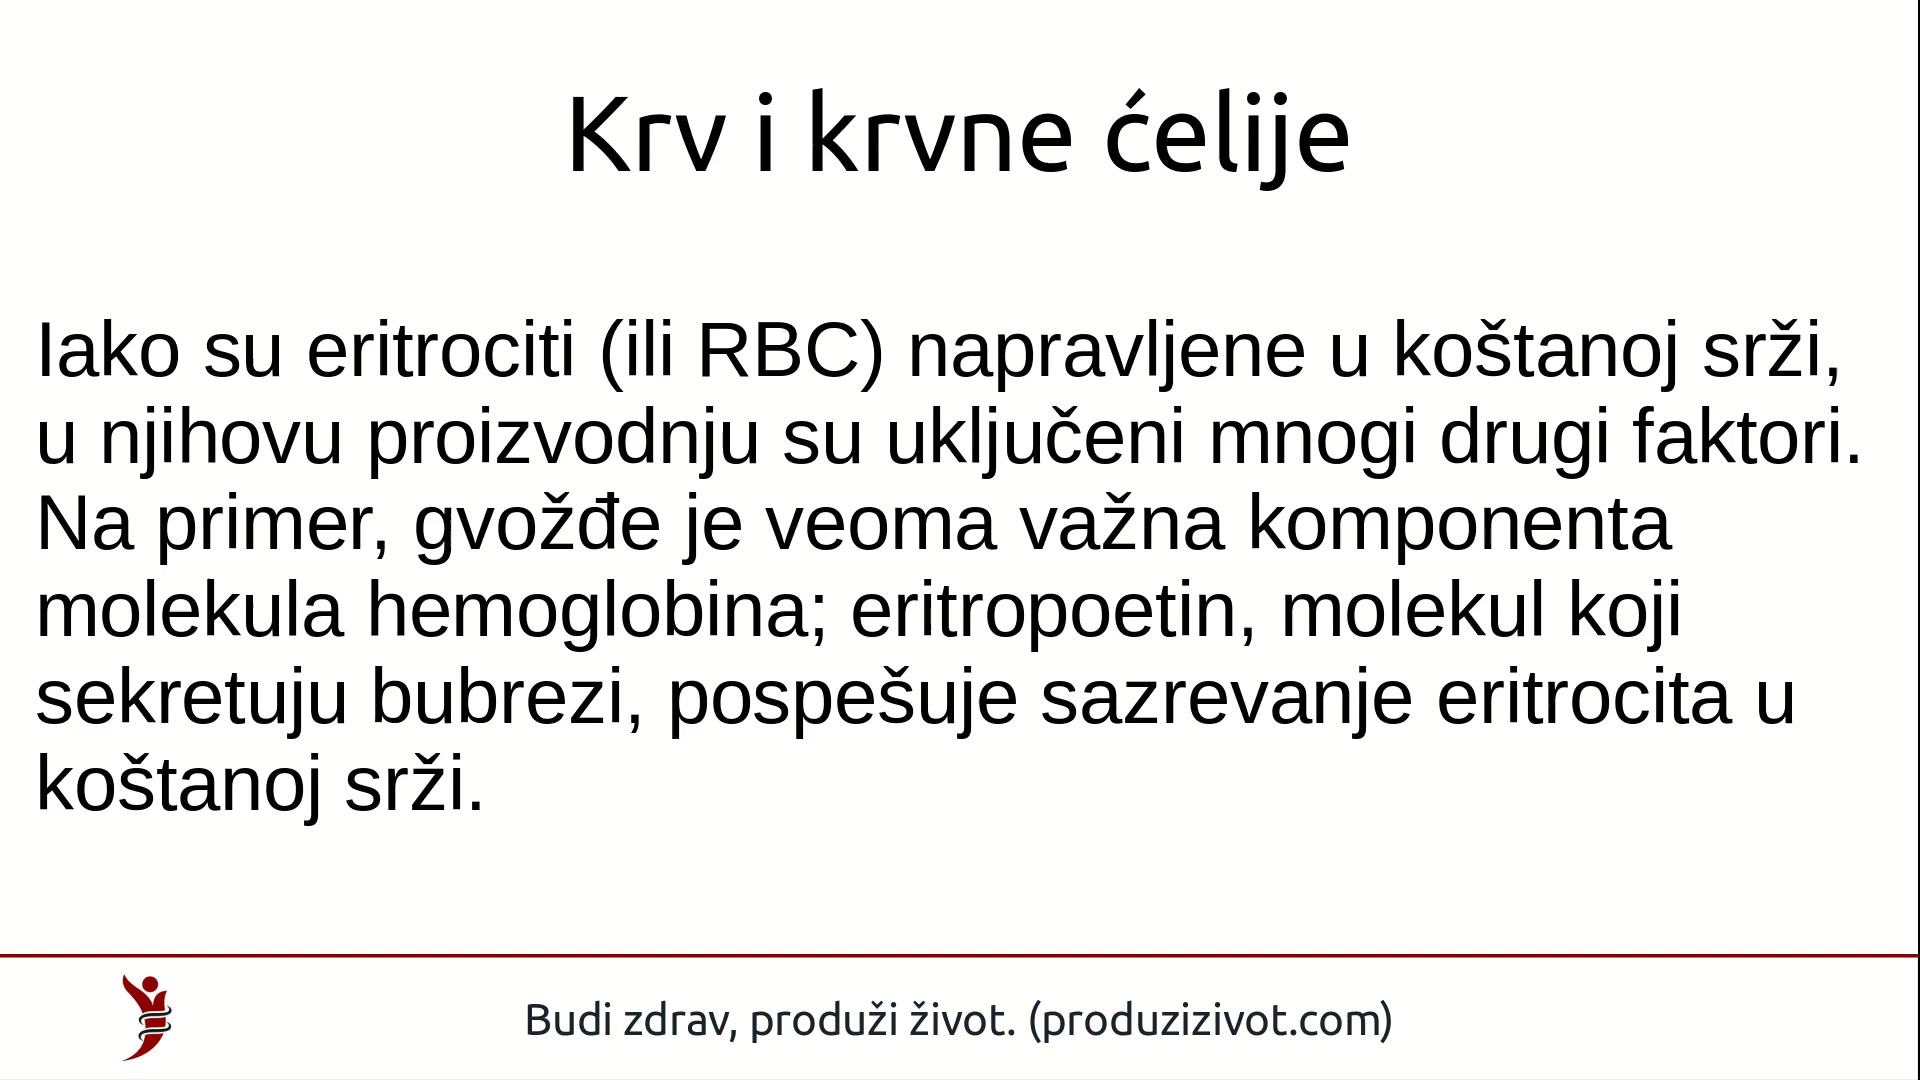 Krv i krvne ćelije
Iako su eritrociti (ili RBC) napravljene u koštanoj srži,
u njihovu proizvodnju su uključeni mnogi drugi faktori.
Na primer, gvožđe je veoma važna komponenta
molekula hemoglobina; eritropoetin, molekul koji
sekretuju bubrezi, pospešuje sazrevanje eritrocita u
koštanoj srži.
Budi zdrav, produži život. (produzizivot.com)